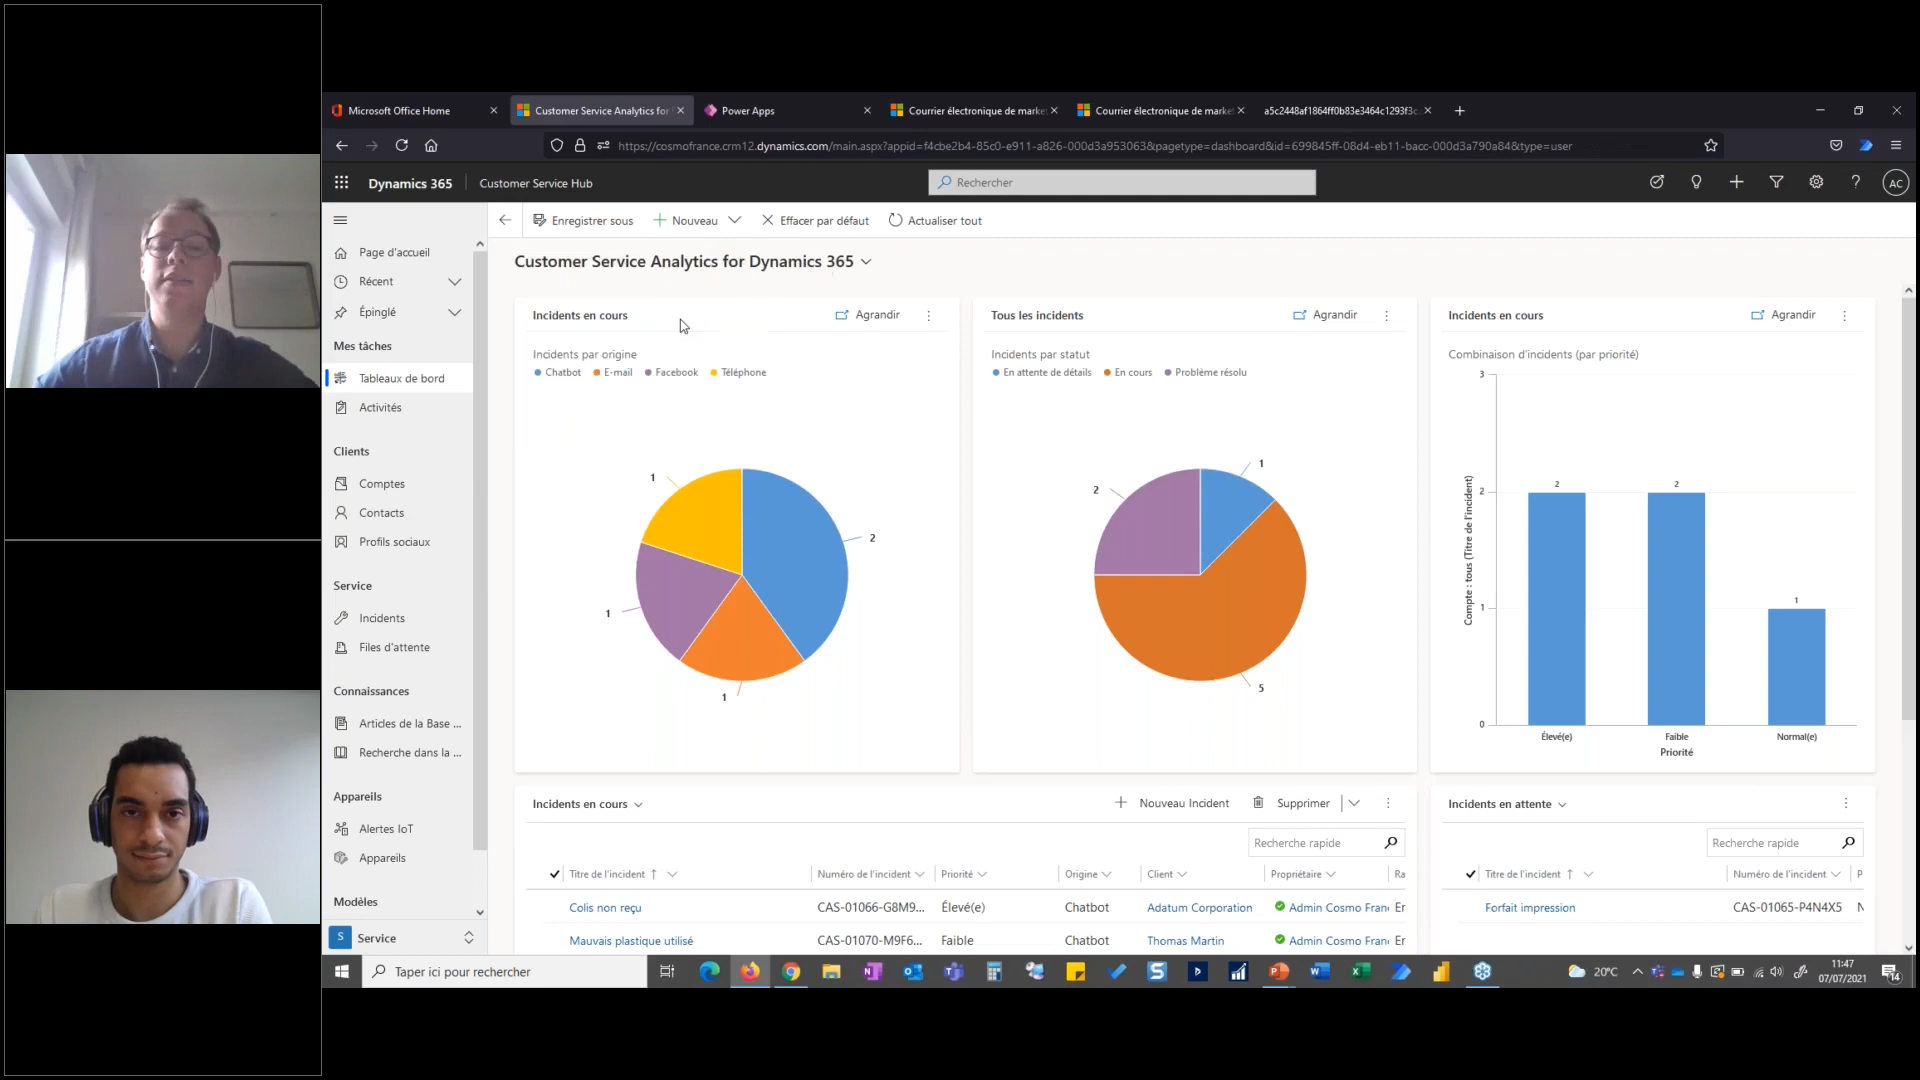 Microsoft Office Home
Customer Service Analytics for
Power Apps
Courrier électronique de marke
Courrier électronique de marke
a5c2448af1864ff0b83e3464c1293f3c
https://cosmofrance.crm12.dynamics.com/main.aspx?appid=f4cbe2b4-85c0-e911-a826-000d3a953063&pagetype=dashboard&id=699845ff-08d4-eb11-bacc-000d3a790a84&type=user
Dynamics 365
Customer Service Hub
Rechercher
AC
Enregistrer sous
Nouveau
Effacer par défaut
Actualiser tout
Page d'accueil
Récent
Épinglé
Mes tâches
Tableaux de bord
Activités
Clients
Comptes
Contacts
Profils sociaux
Service
Incidents
Files d'attente
Connaissances
Articles de la Base ...
Recherche dans la ...
Appareils
Alertes IoT
Appareils
Modèles
S Service
Customer Service Analytics for Dynamics 365
Incidents en cours
Agrandir
Incidents par origine
Chatbot E-mail Facebook Téléphone
1
2
1
1
Tous les incidents
Agrandir
Incidents par statut
En attente de détails En cours Problème résolu
1
2
5
Incidents en cours
Agrandir
Combinaison d'incidents (par priorité)
Compte : tous (Titre de l'incident)
3
2
1
0
2
2
1
Élevé(e) Faible Normal(e)
Priorité
Incidents en cours
Nouveau Incident
Supprimer
Recherche rapide
Titre de l'incident ↑ Numéro de l'incident Priorité Origine Client Propriétaire Ra
Colis non reçu CAS-01066-G8M9... Élevé(e) Chatbot Adatum Corporation Admin Cosmo Fran Er
Mauvais plastique utilisé CAS-01070-M9F6... Faible Chatbot Thomas Martin Admin Cosmo Fran Er
Incidents en attente
Recherche rapide
Titre de l'incident ↑ Numéro de l'incident P
Forfait impression CAS-01065-P4N4X5 N
Taper ici pour rechercher
20°C
11:47
07/07/2021
14